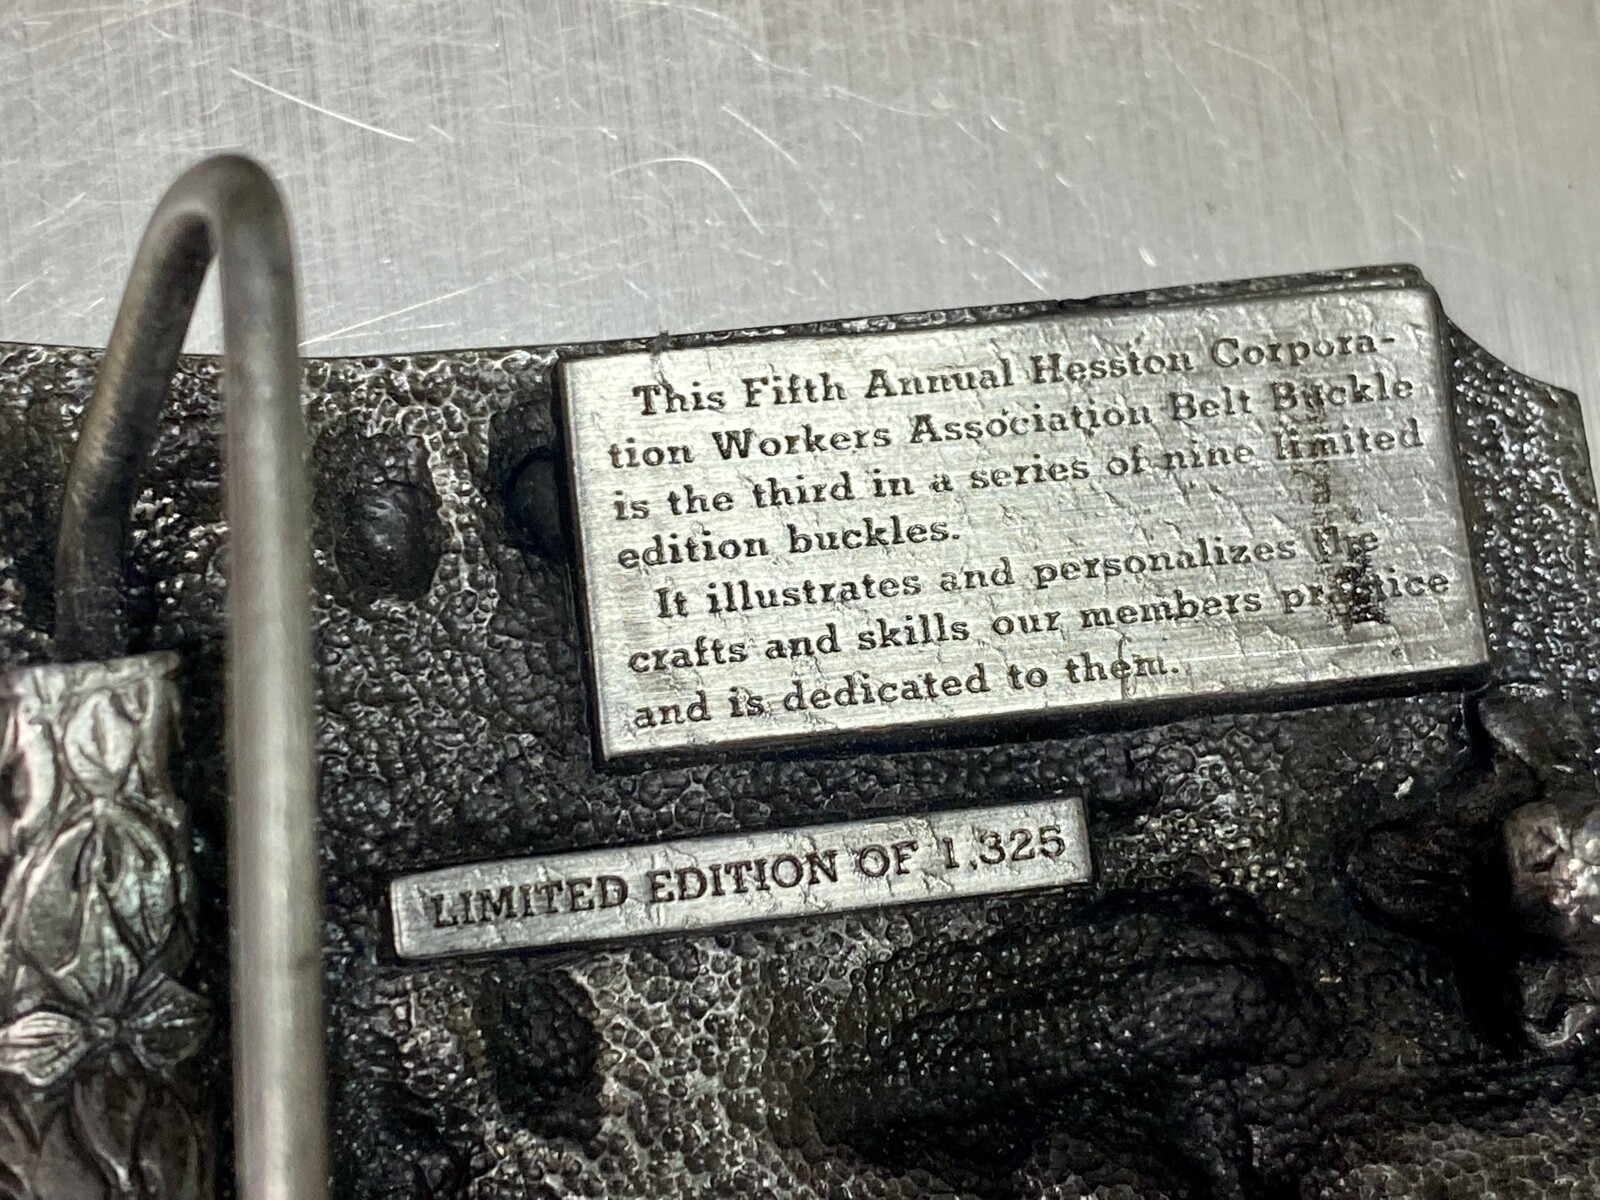 This Fifth Annual Hesston Corpora-
tion Workers Association Belt Buckle
is the third in a series of nine limited
edition buckles.
It illustrates and personalizes the
crafts and skills our members practice
and is dedicated to them.
LIMITED EDITION OF 1,325